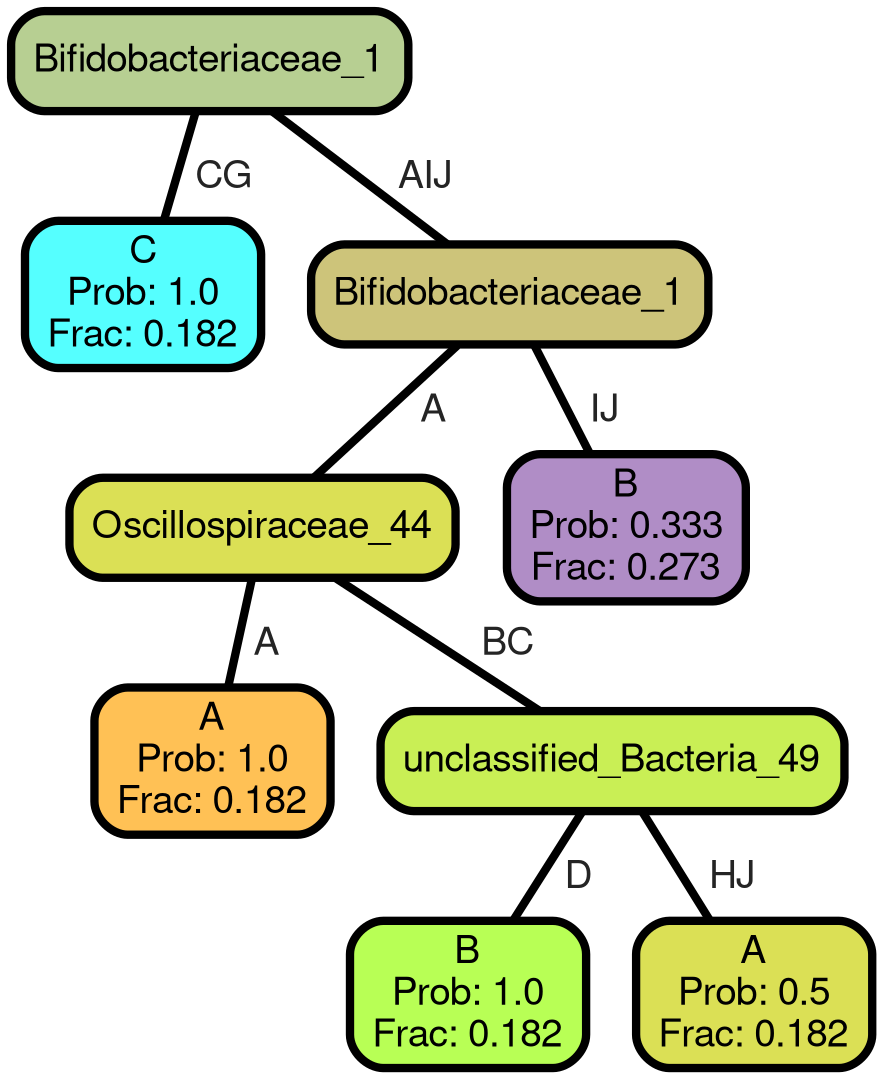 Bifidobacteriaceae_1
CG
AIJ
C
Prob: 1.0
Frac: 0.182
Bifidobacteriaceae_1
A
IJ
Oscillospiraceae_44
B
Prob: 0.333
Frac: 0.273
A
BC
A
Prob: 1.0
Frac: 0.182
unclassified_Bacteria_49
D
HJ
B
Prob: 1.0
Frac: 0.182
A
Prob: 0.5
Frac: 0.182